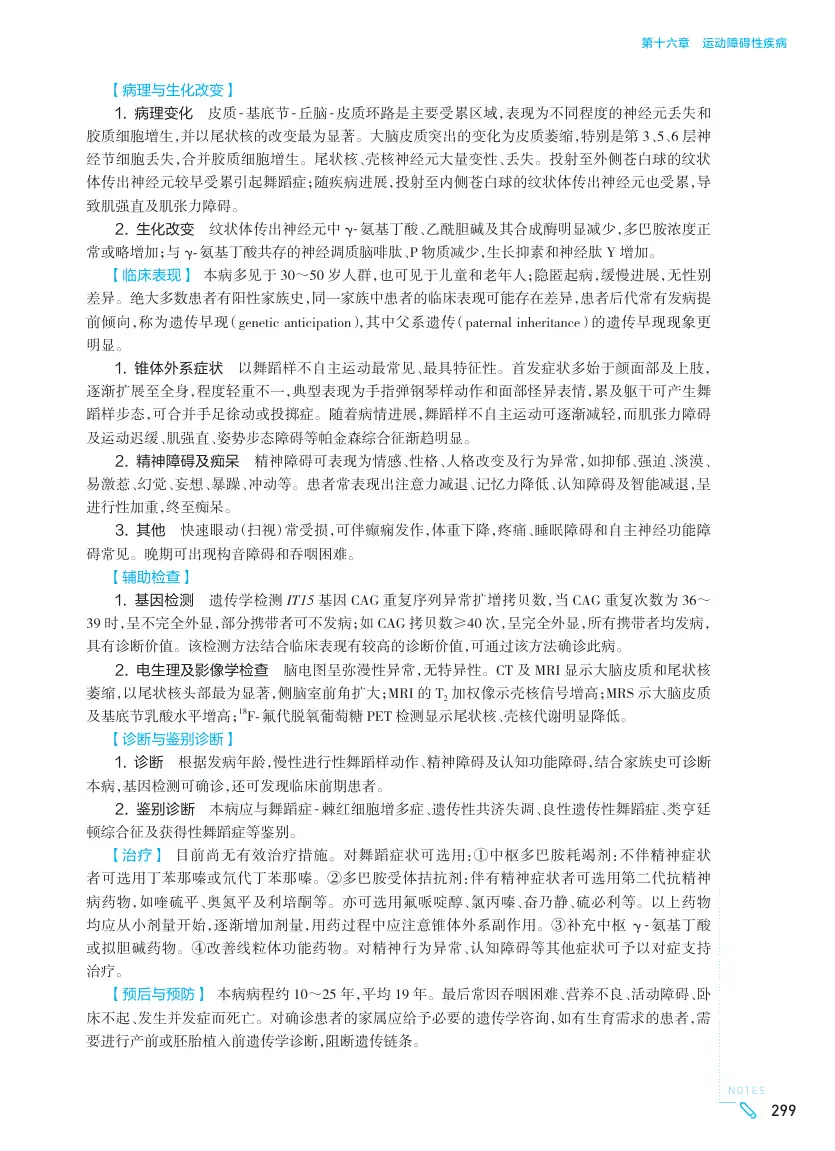 第十六章　运动障碍性疾病
【病理与生化改变】
1. 病理变化　皮质-基底节-丘脑-皮质环路是主要受累区域,表现为不同程度的神经元丢失和
胶质细胞增生,并以尾状核的改变最为显著。大脑皮质突出的变化为皮质萎缩,特别是第 3、5、6 层神
经节细胞丢失,合并胶质细胞增生。尾状核、壳核神经元大量变性、丢失。投射至外侧苍白球的纹状
体传出神经元较早受累引起舞蹈症;随疾病进展,投射至内侧苍白球的纹状体传出神经元也受累,导
致肌强直及肌张力障碍。
2. 生化改变　纹状体传出神经元中 γ-氨基丁酸、乙酰胆碱及其合成酶明显减少,多巴胺浓度正
常或略增加;与 γ-氨基丁酸共存的神经调质脑啡肽、P 物质减少,生长抑素和神经肽 Y 增加。
【临床表现】 本病多见于 30～50 岁人群,也可见于儿童和老年人;隐匿起病,缓慢进展,无性别
差异。绝大多数患者有阳性家族史,同一家族中患者的临床表现可能存在差异,患者后代常有发病提
前倾向,称为遗传早现(genetic anticipation),其中父系遗传(paternal inheritance)的遗传早现现象更
明显。
1. 锥体外系症状　以舞蹈样不自主运动最常见、最具特征性。首发症状多始于颜面部及上肢,
逐渐扩展至全身,程度轻重不一,典型表现为手指弹钢琴样动作和面部怪异表情,累及躯干可产生舞
蹈样步态,可合并手足徐动或投掷症。随着病情进展,舞蹈样不自主运动可逐渐减轻,而肌张力障碍
及运动迟缓、肌强直、姿势步态障碍等帕金森综合征渐趋明显。
2. 精神障碍及痴呆　精神障碍可表现为情感、性格、人格改变及行为异常,如抑郁、强迫、淡漠、
易激惹、幻觉、妄想、暴躁、冲动等。患者常表现出注意力减退、记忆力降低、认知障碍及智能减退,呈
进行性加重,终至痴呆。
3. 其他　快速眼动(扫视)常受损,可伴癫痫发作,体重下降,疼痛、睡眠障碍和自主神经功能障
碍常见。晚期可出现构音障碍和吞咽困难。
【辅助检查】
1. 基因检测　遗传学检测 IT15 基因 CAG 重复序列异常扩增拷贝数,当 CAG 重复次数为 36～
39 时,呈不完全外显,部分携带者可不发病;如 CAG 拷贝数≥40 次,呈完全外显,所有携带者均发病,
具有诊断价值。该检测方法结合临床表现有较高的诊断价值,可通过该方法确诊此病。
2. 电生理及影像学检查　脑电图呈弥漫性异常,无特异性。CT 及 MRI 显示大脑皮质和尾状核
萎缩,以尾状核头部最为显著,侧脑室前角扩大;MRI 的 T₂ 加权像示壳核信号增高;MRS 示大脑皮质
及基底节乳酸水平增高;¹⁸F-氟代脱氧葡萄糖 PET 检测显示尾状核、壳核代谢明显降低。
【诊断与鉴别诊断】
1. 诊断　根据发病年龄,慢性进行性舞蹈样动作、精神障碍及认知功能障碍,结合家族史可诊断
本病,基因检测可确诊,还可发现临床前期患者。
2. 鉴别诊断　本病应与舞蹈症-棘红细胞增多症、遗传性共济失调、良性遗传性舞蹈症、类亨廷
顿综合征及获得性舞蹈症等鉴别。
【治疗】 目前尚无有效治疗措施。对舞蹈症状可选用:①中枢多巴胺耗竭剂:不伴精神症状
者可选用丁苯那嗪或氘代丁苯那嗪。②多巴胺受体拮抗剂:伴有精神症状者可选用第二代抗精神
病药物,如喹硫平、奥氮平及利培酮等。亦可选用氟哌啶醇、氯丙嗪、奋乃静、硫必利等。以上药物
均应从小剂量开始,逐渐增加剂量,用药过程中应注意锥体外系副作用。③补充中枢 γ-氨基丁酸
或拟胆碱药物。④改善线粒体功能药物。对精神行为异常、认知障碍等其他症状可予以对症支持
治疗。
【预后与预防】 本病病程约 10～25 年,平均 19 年。最后常因吞咽困难、营养不良、活动障碍、卧
床不起、发生并发症而死亡。对确诊患者的家属应给予必要的遗传学咨询,如有生育需求的患者,需
要进行产前或胚胎植入前遗传学诊断,阻断遗传链条。
NOTES
299